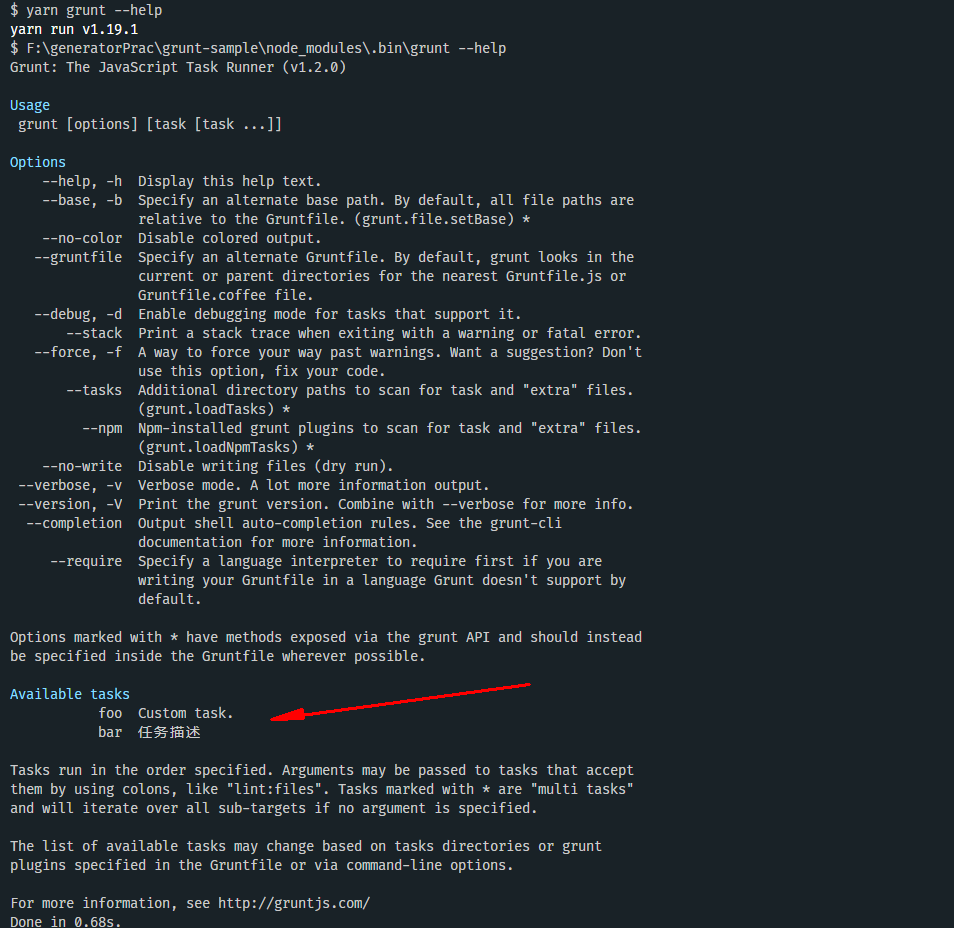 $ yarn grunt --help
yarn run v1.19.1
$ F:\generatorPrac\grunt-sample\node_modules\.bin\grunt --help
Grunt: The JavaScript Task Runner (v1.2.0)
Usage
grunt [options] [task [task ...]]
Options
--help, -h  Display this help text.
--base, -b  Specify an alternate base path. By default, all file paths are
relative to the Gruntfile. (grunt.file.setBase) *
--no-color  Disable colored output.
--gruntfile  Specify an alternate Gruntfile. By default, grunt looks in the
current or parent directories for the nearest Gruntfile.js or
Gruntfile.coffee file.
--debug, -d  Enable debugging mode for tasks that support it.
--stack  Print a stack trace when exiting with a warning or fatal error.
--force, -f  A way to force your way past warnings. Want a suggestion? Don't
use this option, fix your code.
--tasks  Additional directory paths to scan for task and "extra" files.
(grunt.loadTasks) *
--npm  Npm-installed grunt plugins to scan for task and "extra" files.
(grunt.loadNpmTasks) *
--no-write  Disable writing files (dry run).
--verbose, -v  Verbose mode. A lot more information output.
--version, -V  Print the grunt version. Combine with --verbose for more info.
--completion  Output shell auto-completion rules. See the grunt-cli
documentation for more information.
--require  Specify a language interpreter to require first if you are
writing your Gruntfile in a language Grunt doesn't support by
default.
Options marked with * have methods exposed via the grunt API and should instead
be specified inside the Gruntfile wherever possible.
Available tasks
foo  Custom task.
bar  任务描述
Tasks run in the order specified. Arguments may be passed to tasks that accept
them by using colons, like "lint:files". Tasks marked with * are "multi tasks"
and will iterate over all sub-targets if no argument is specified.
The list of available tasks may change based on tasks directories or grunt
plugins specified in the Gruntfile or via command-line options.
For more information, see http://gruntjs.com/
Done in 0.68s.